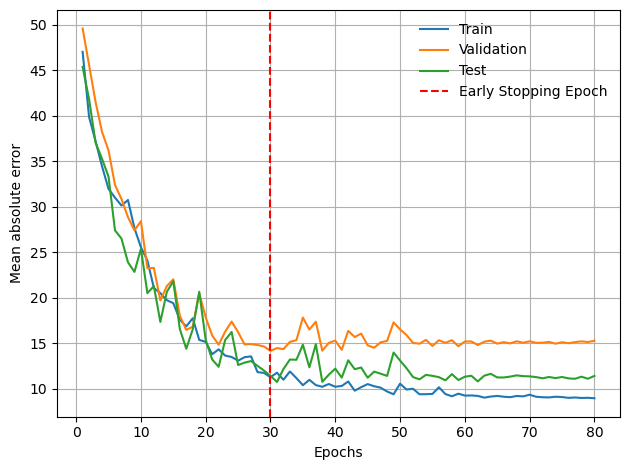 Mean absolute error
50
45
40
35
30
25
20
15
10
Train
Validation
Test
Early Stopping Epoch
0 10 20 30 40 50 60 70 80
Epochs